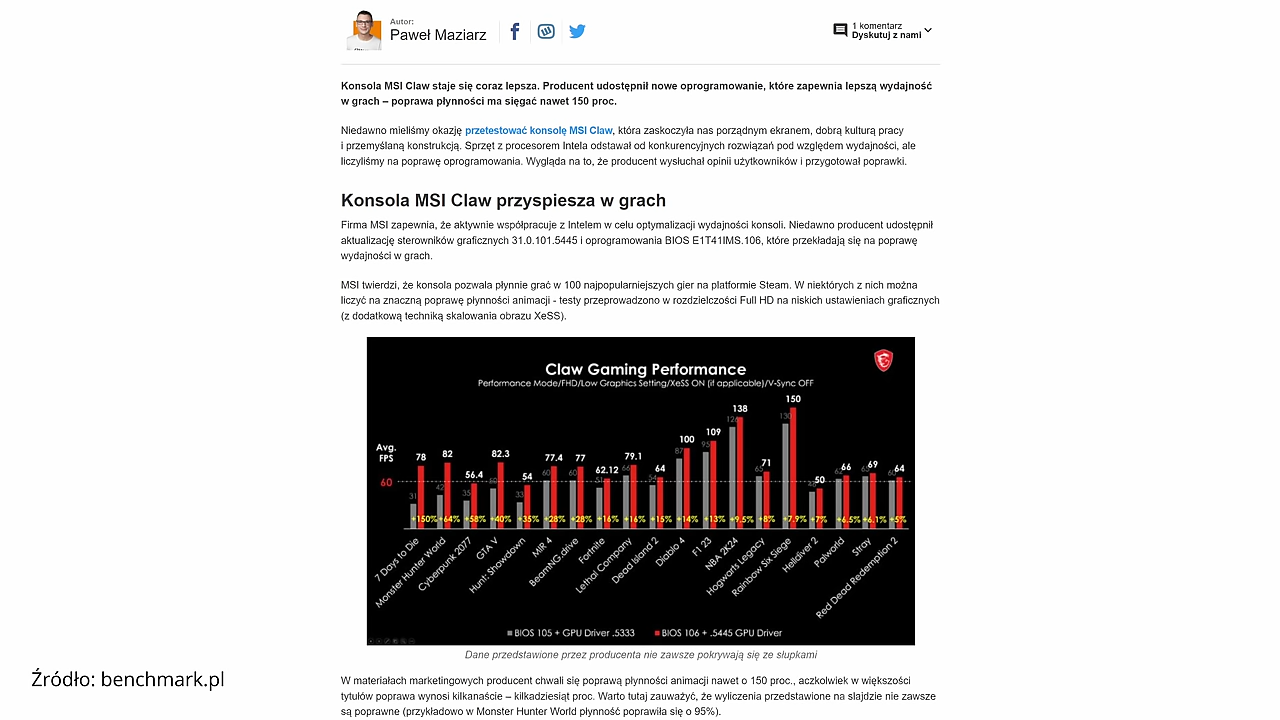 Autor:
Paweł Maziarz
1 komentarz
Dyskutuj z nami
Konsola MSI Claw staje się coraz lepsza. Producent udostępnił nowe oprogramowanie, które zapewnia lepszą wydajność
w grach – poprawa płynności ma sięgać nawet 150 proc.
Niedawno mieliśmy okazję przetestować konsolę MSI Claw, która zaskoczyła nas porządnym ekranem, dobrą kulturą pracy
i przemyślaną konstrukcją. Sprzęt z procesorem Intela odstawał od konkurencyjnych rozwiązań pod względem wydajności, ale
liczyliśmy na poprawę oprogramowania. Wygląda na to, że producent wysłuchał opinii użytkowników i przygotował poprawki.
Konsola MSI Claw przyspiesza w grach
Firma MSI zapewnia, że aktywnie współpracuje z Intelem w celu optymalizacji wydajności konsoli. Niedawno producent udostępnił
aktualizację sterowników graficznych 31.0.101.5445 i oprogramowania BIOS E1T41IMS.106, które przekładają się na poprawę
wydajności w grach.
MSI twierdzi, że konsola pozwala płynnie grać w 100 najpopularniejszych gier na platformie Steam. W niektórych z nich można
liczyć na znaczną poprawę płynności animacji - testy przeprowadzono w rozdzielczości Full HD na niskich ustawieniach graficznych
(z dodatkową techniką skalowania obrazu XeSS).
Claw Gaming Performance
Performance Mode/FHD/Low Graphics Setting/XeSS ON (if applicable)/V-Sync OFF
Avg.
FPS
60
78 82 56.4 82.3 54 77.4 77 62.12 79.1 64 100 109 138 71 150 50 66 69 64
31 42 35 33 60 60 66 54 87 95
+150% +64% +58% +40% +35% +28% +28% +16% +16% +15% +14% +13% +9.5% +8% +7.9% +7% +6.5% +6.1% +5%
7 Days to Die
Monster Hunter World
Cyberpunk 2077
GTA V
Hunt: Showdown
MIR 4
BeamNG.drive
Fortnite
Lethal Company
Dead Island 2
Diablo 4
F1 23
NBA 2K24
Hogwarts Legacy
Rainbow Six Siege
Helldiver 2
Palworld
Stray
Red Dead Redemption 2
BIOS 105 + GPU Driver .5333
BIOS 106 + .5445 GPU Driver
Dane przedstawione przez producenta nie zawsze pokrywają się ze słupkami
W materiałach marketingowych producent chwali się poprawą płynności animacji nawet o 150 proc., aczkolwiek w większości
tytułów poprawa wynosi kilkanaście – kilkadziesiąt proc. Warto tutaj zauważyć, że wyliczenia przedstawione na slajdzie nie zawsze
są poprawne (przykładowo w Monster Hunter World płynność poprawiła się o 95%).
Źródło: benchmark.pl